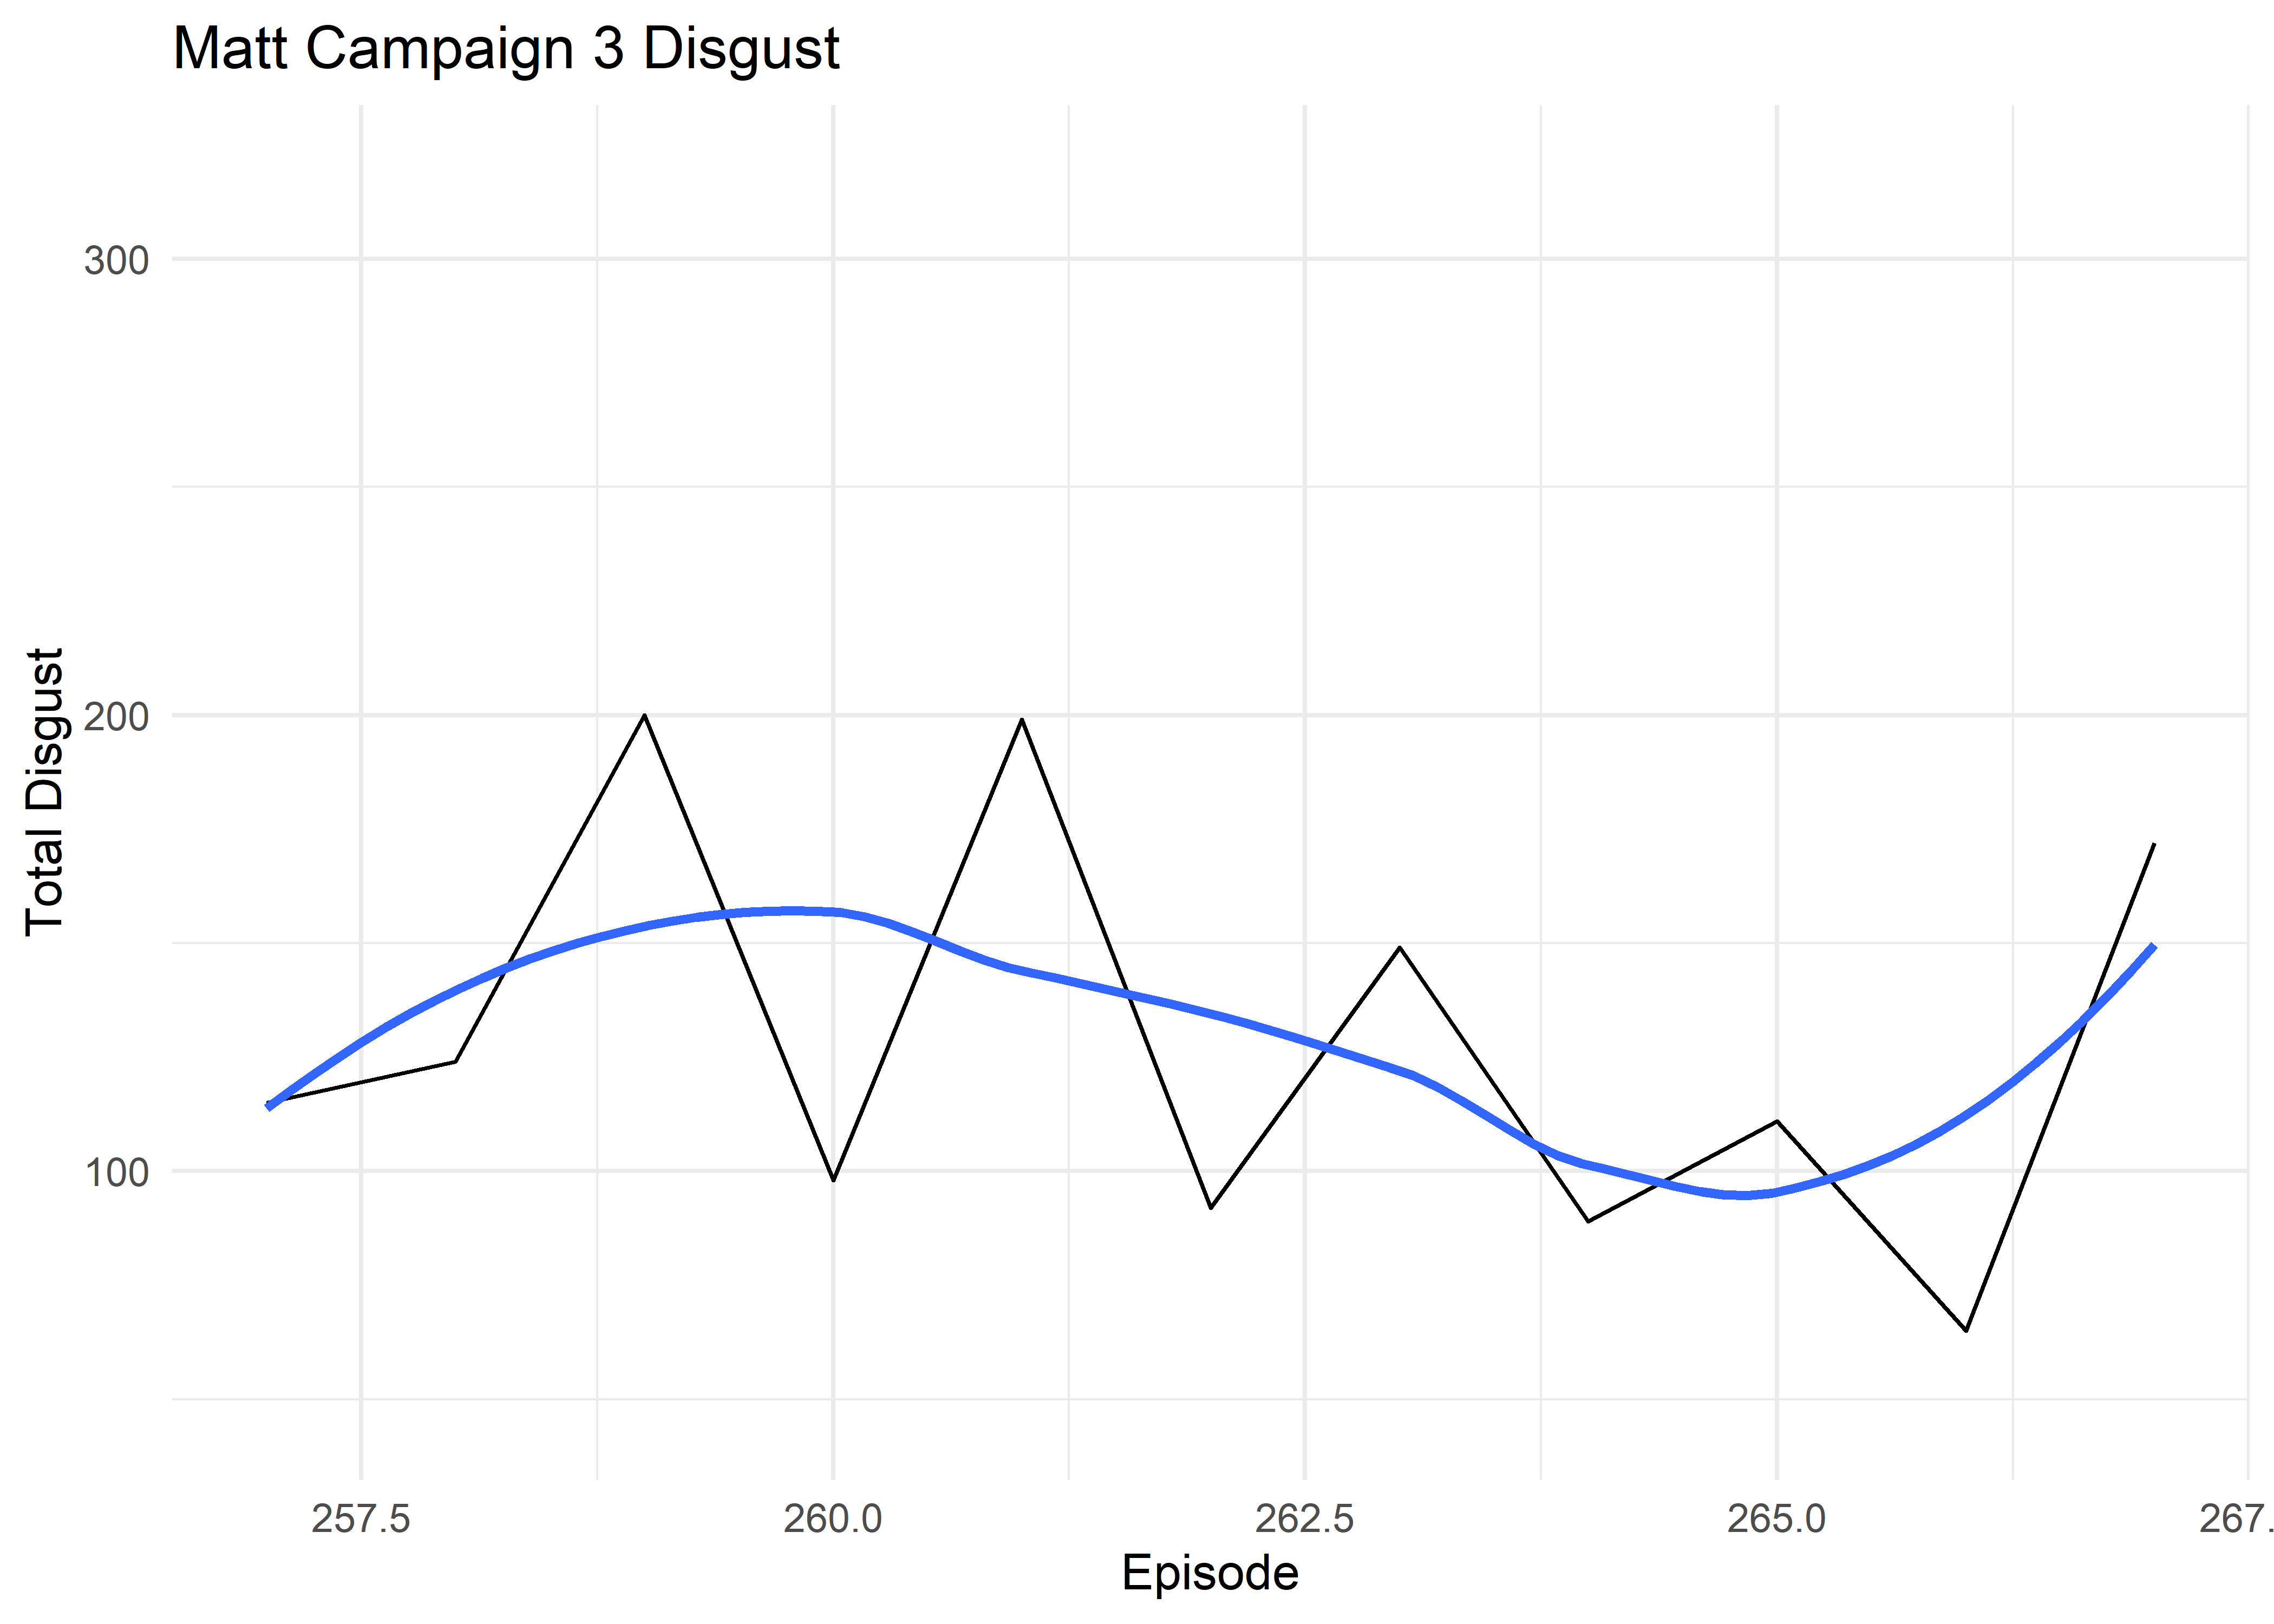 Matt Campaign 3 Disgust
300
200
100
Total Disgust
257.5 260.0 262.5 265.0 267.
Episode